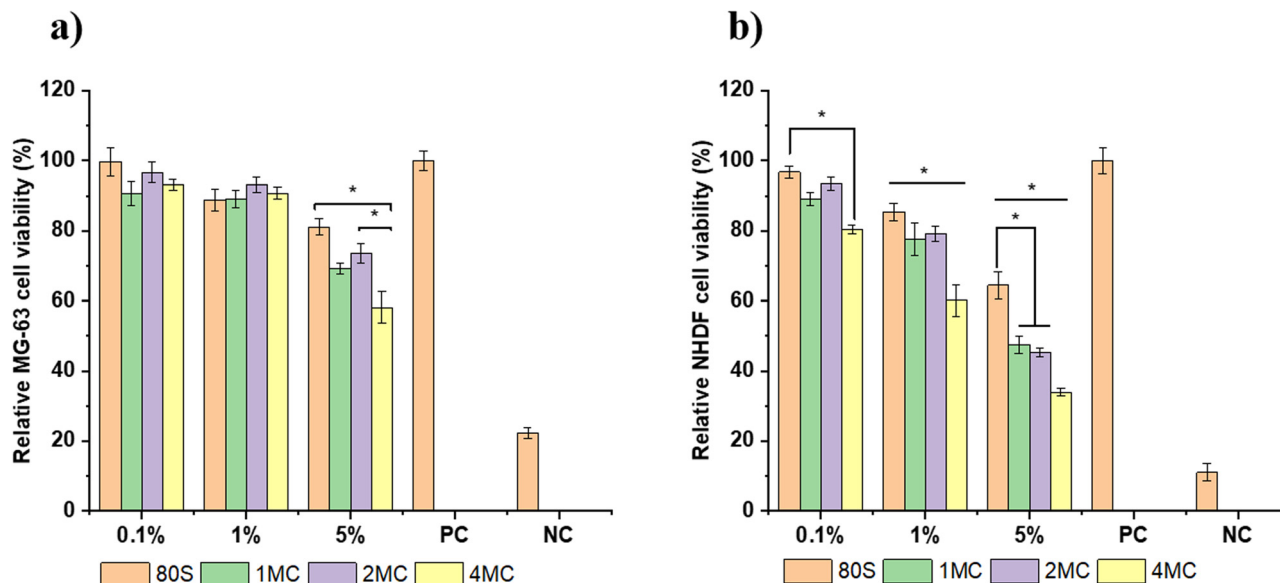 a)
Relative MG-63 cell viability (%)
120
100
80
60
40
20
0
*
*
0.1% 1% 5% PC NC
80S 1MC 2MC 4MC
b)
Relative NHDF cell viability (%)
120
100
80
60
40
20
0
*
*
*
*
0.1% 1% 5% PC NC
80S 1MC 2MC 4MC